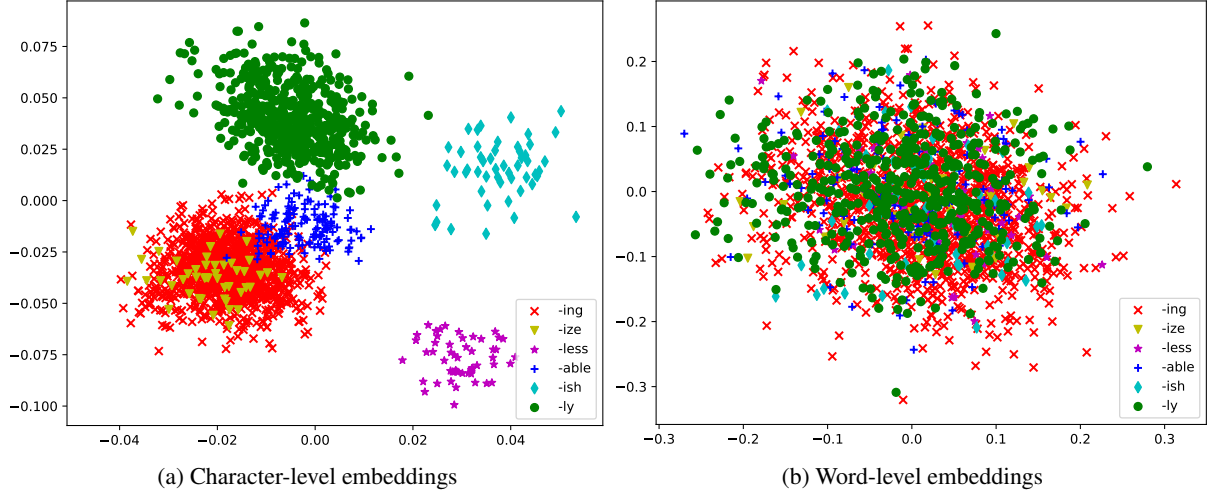 0.075
0.050
0.025
0.000
−0.025
−0.050
−0.075
−0.100
−0.04
−0.02
0.00
0.02
0.04
-ing
-ize
-less
-able
-ish
-ly
(a) Character-level embeddings
0.2
0.1
0.0
−0.1
−0.2
−0.3
−0.3
−0.2
−0.1
0.0
0.1
0.2
0.3
-ing
-ize
-less
-able
-ish
-ly
(b) Word-level embeddings